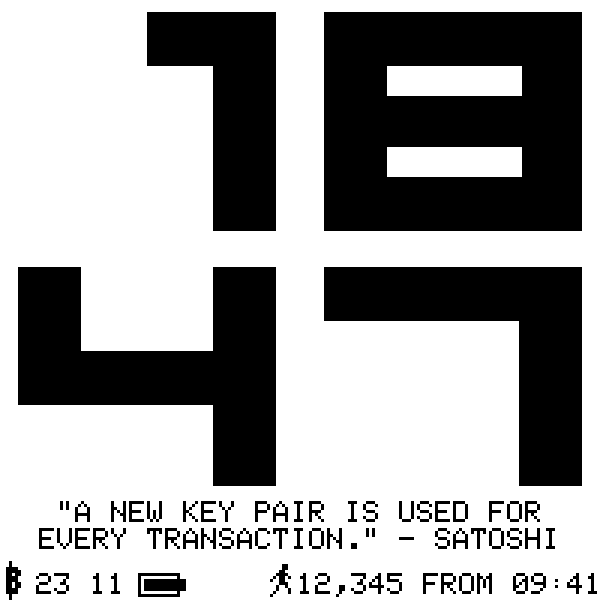 18
47
"A NEW KEY PAIR IS USED FOR
EVERY TRANSACTION." - SATOSHI
₿ 23 11 12,345 FROM 09:41